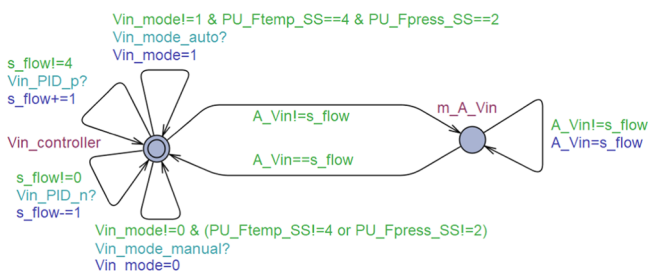 Vin_mode!=1 & PU_Ftemp_SS==4 & PU_Fpress_SS==2
Vin_mode_auto?
Vin_mode=1
s_flow!=4
Vin_PID_p?
s_flow+=1
Vin_controller
s_flow!=0
Vin_PID_n?
s_flow-=1
A_Vin!=s_flow
A_Vin==s_flow
m_A_Vin
A_Vin!=s_flow
A_Vin=s_flow
Vin_mode!=0 & (PU_Ftemp_SS!=4 or PU_Fpress_SS!=2)
Vin_mode_manual?
Vin_mode=0